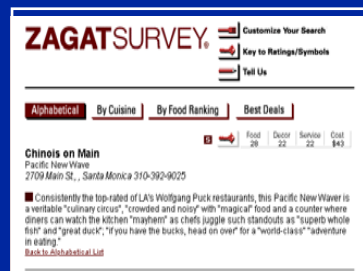 ZAGATSURVEY®
Customize Your Search
Key to Ratings/Symbols
Tell Us
Alphabetical By Cuisine By Food Ranking Best Deals
S Food Decor Service Cost
28 22 22 $43
Chinois on Main
Pacific New Wave
2709 Main St., , Santa Monica 310-392-9025
Consistently the top-rated of LA's Wolfgang Puck restaurants, this Pacific New Waver is
a veritable "culinary circus", "crowded and noisy" with "magical" food and a counter where
diners can watch the kitchen "mayhem" as chefs juggle such standouts as "superb whole
fish" and "great duck"; "if you have the bucks, head on over" for a "world-class" "adventure
in eating."
Back to Alphabetical List